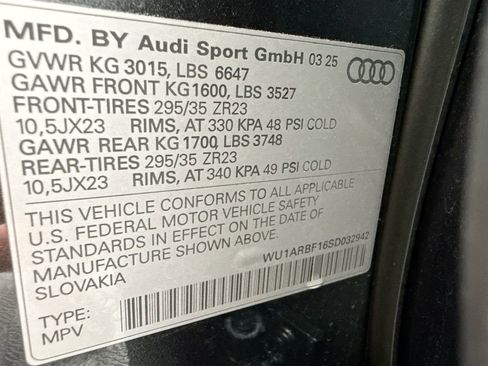 MFD. BY Audi Sport GmbH 03 25
GVWR KG 3015, LBS 6647
GAWR FRONT KG1600, LBS 3527
FRONT-TIRES 295/35 ZR23
10,5JX23 RIMS, AT 330 KPA 48 PSI COLD
GAWR REAR KG 1700, LBS 3748
REAR-TIRES 295/35 ZR23
10,5JX23 RIMS, AT 340 KPA 49 PSI COLD
THIS VEHICLE CONFORMS TO ALL APPLICABLE
U.S. FEDERAL MOTOR VEHICLE SAFETY
STANDARDS IN EFFECT ON THE DATE OF
MANUFACTURE SHOWN ABOVE.
SLOVAKIA
WU1ARBF16SD032942
TYPE:
MPV